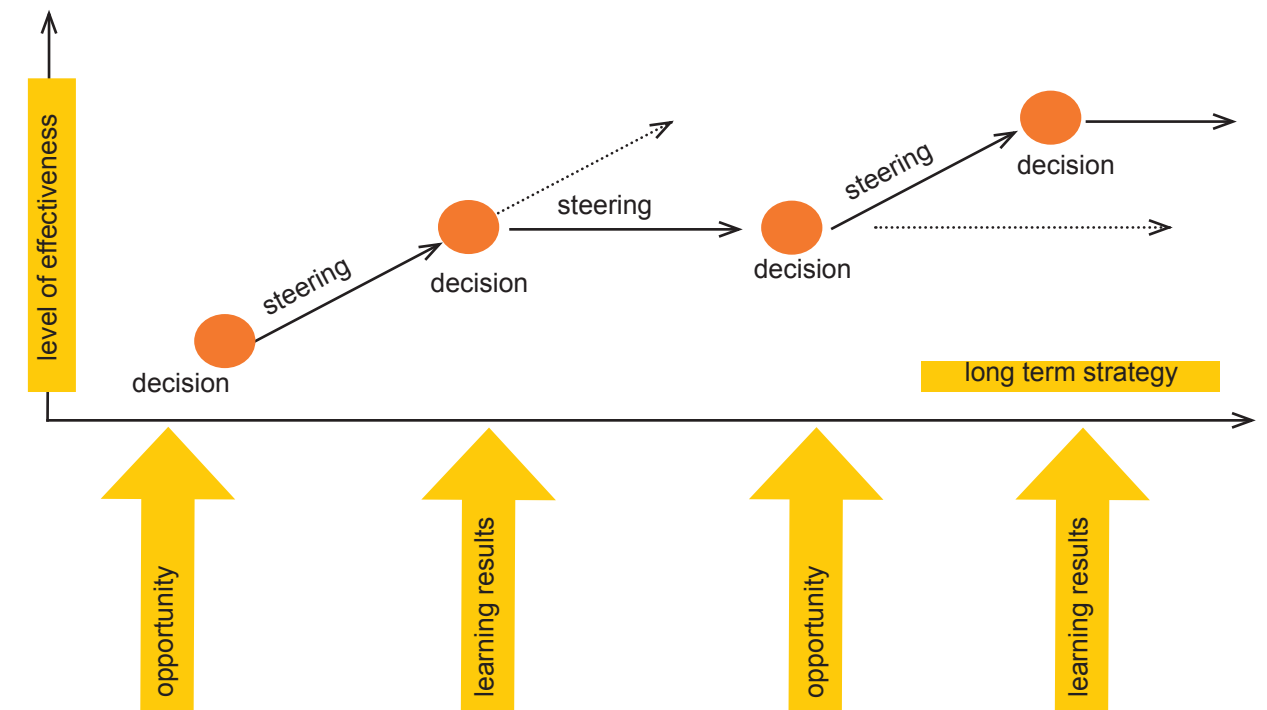 level of effectiveness
steering
decision
steering
decision
steering
decision
decision
long term strategy
opportunity
learning results
opportunity
learning results